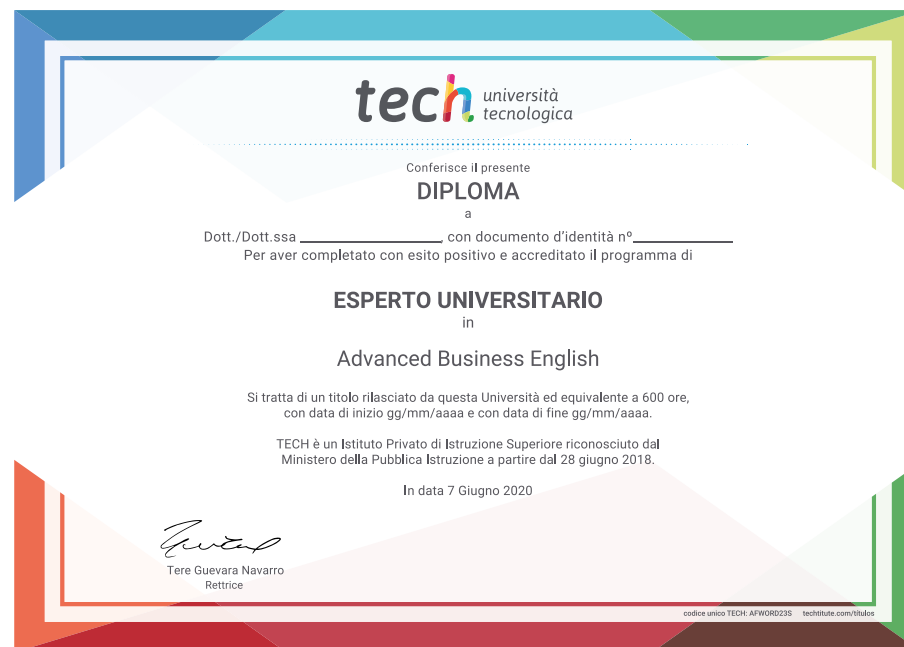 tech università
tecnologica
Conferisce il presente
DIPLOMA
a
Dott./Dott.ssa ____________________, con documento d'identità nº______________
Per aver completato con esito positivo e accreditato il programma di
ESPERTO UNIVERSITARIO
in
Advanced Business English
Si tratta di un titolo rilasciato da questa Università ed equivalente a 600 ore,
con data di inizio gg/mm/aaaa e con data di fine gg/mm/aaaa.
TECH è un Istituto Privato di Istruzione Superiore riconosciuto dal
Ministero della Pubblica Istruzione a partire dal 28 giugno 2018.
In data 7 Giugno 2020
Tere Guevara Navarro
Rettrice
codice unico TECH: AFWORD23S techtitute.com/titulos